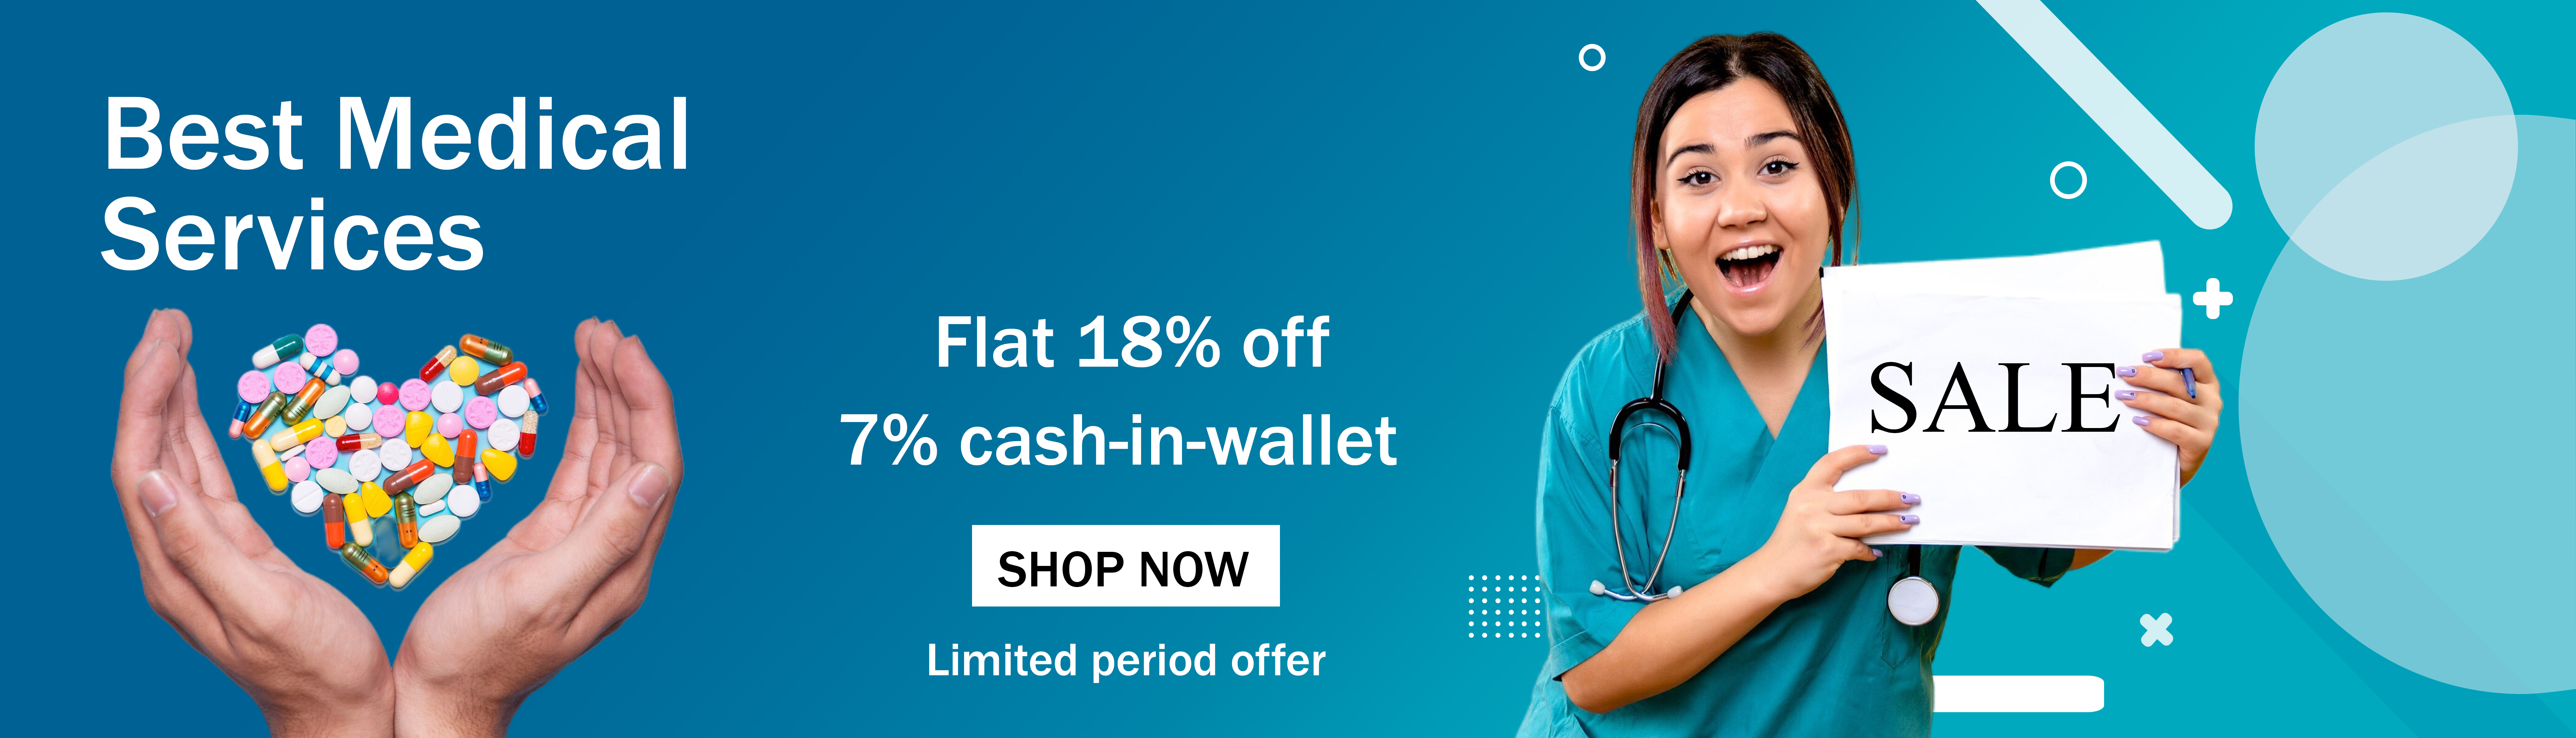 Best Medical
Services
Flat 18% off
7% cash-in-wallet
SHOP NOW
Limited period offer
SALE